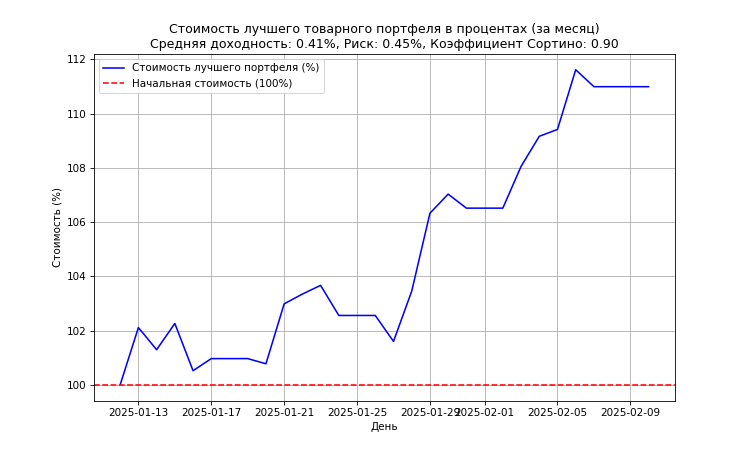 Стоимость лучшего товарного портфеля в процентах (за месяц)
Средняя доходность: 0.41%, Риск: 0.45%, Коэффициент Сортино: 0.90
Стоимость лучшего портфеля (%)
Начальная стоимость (100%)
Стоимость (%)
112
110
108
106
104
102
100
2025-01-13
2025-01-17
2025-01-21
2025-01-25
2025-01-29
2025-02-01
2025-02-05
2025-02-09
День